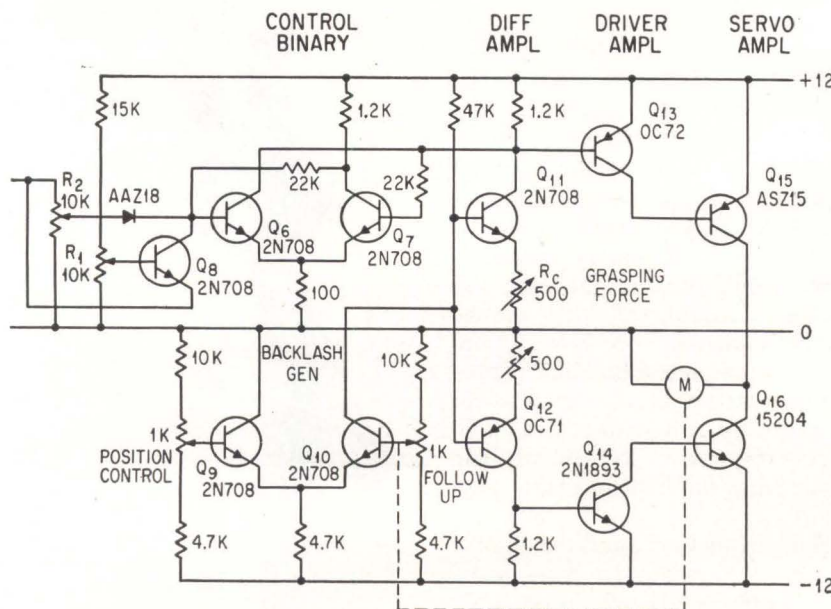 CONTROL
BINARY
DIFF
AMPL
DRIVER
AMPL
SERVO
AMPL
+12
15K
1.2K
47K
1.2K
Q13
OC72
R2
10K
AAZ18
22K
22K
Q11
2N708
Q15
ASZ15
R1
10K
Q6
2N708
Q7
2N708
Q8
2N708
100
RC
500
GRASPING
FORCE
0
10K
BACKLASH
GEN
10K
500
M
Q12
OC71
Q16
15204
1K
POSITION
CONTROL
Q9
2N708
Q10
2N708
1K
FOLLOW
UP
Q14
2N1893
4.7K
4.7K
4.7K
1.2K
-12